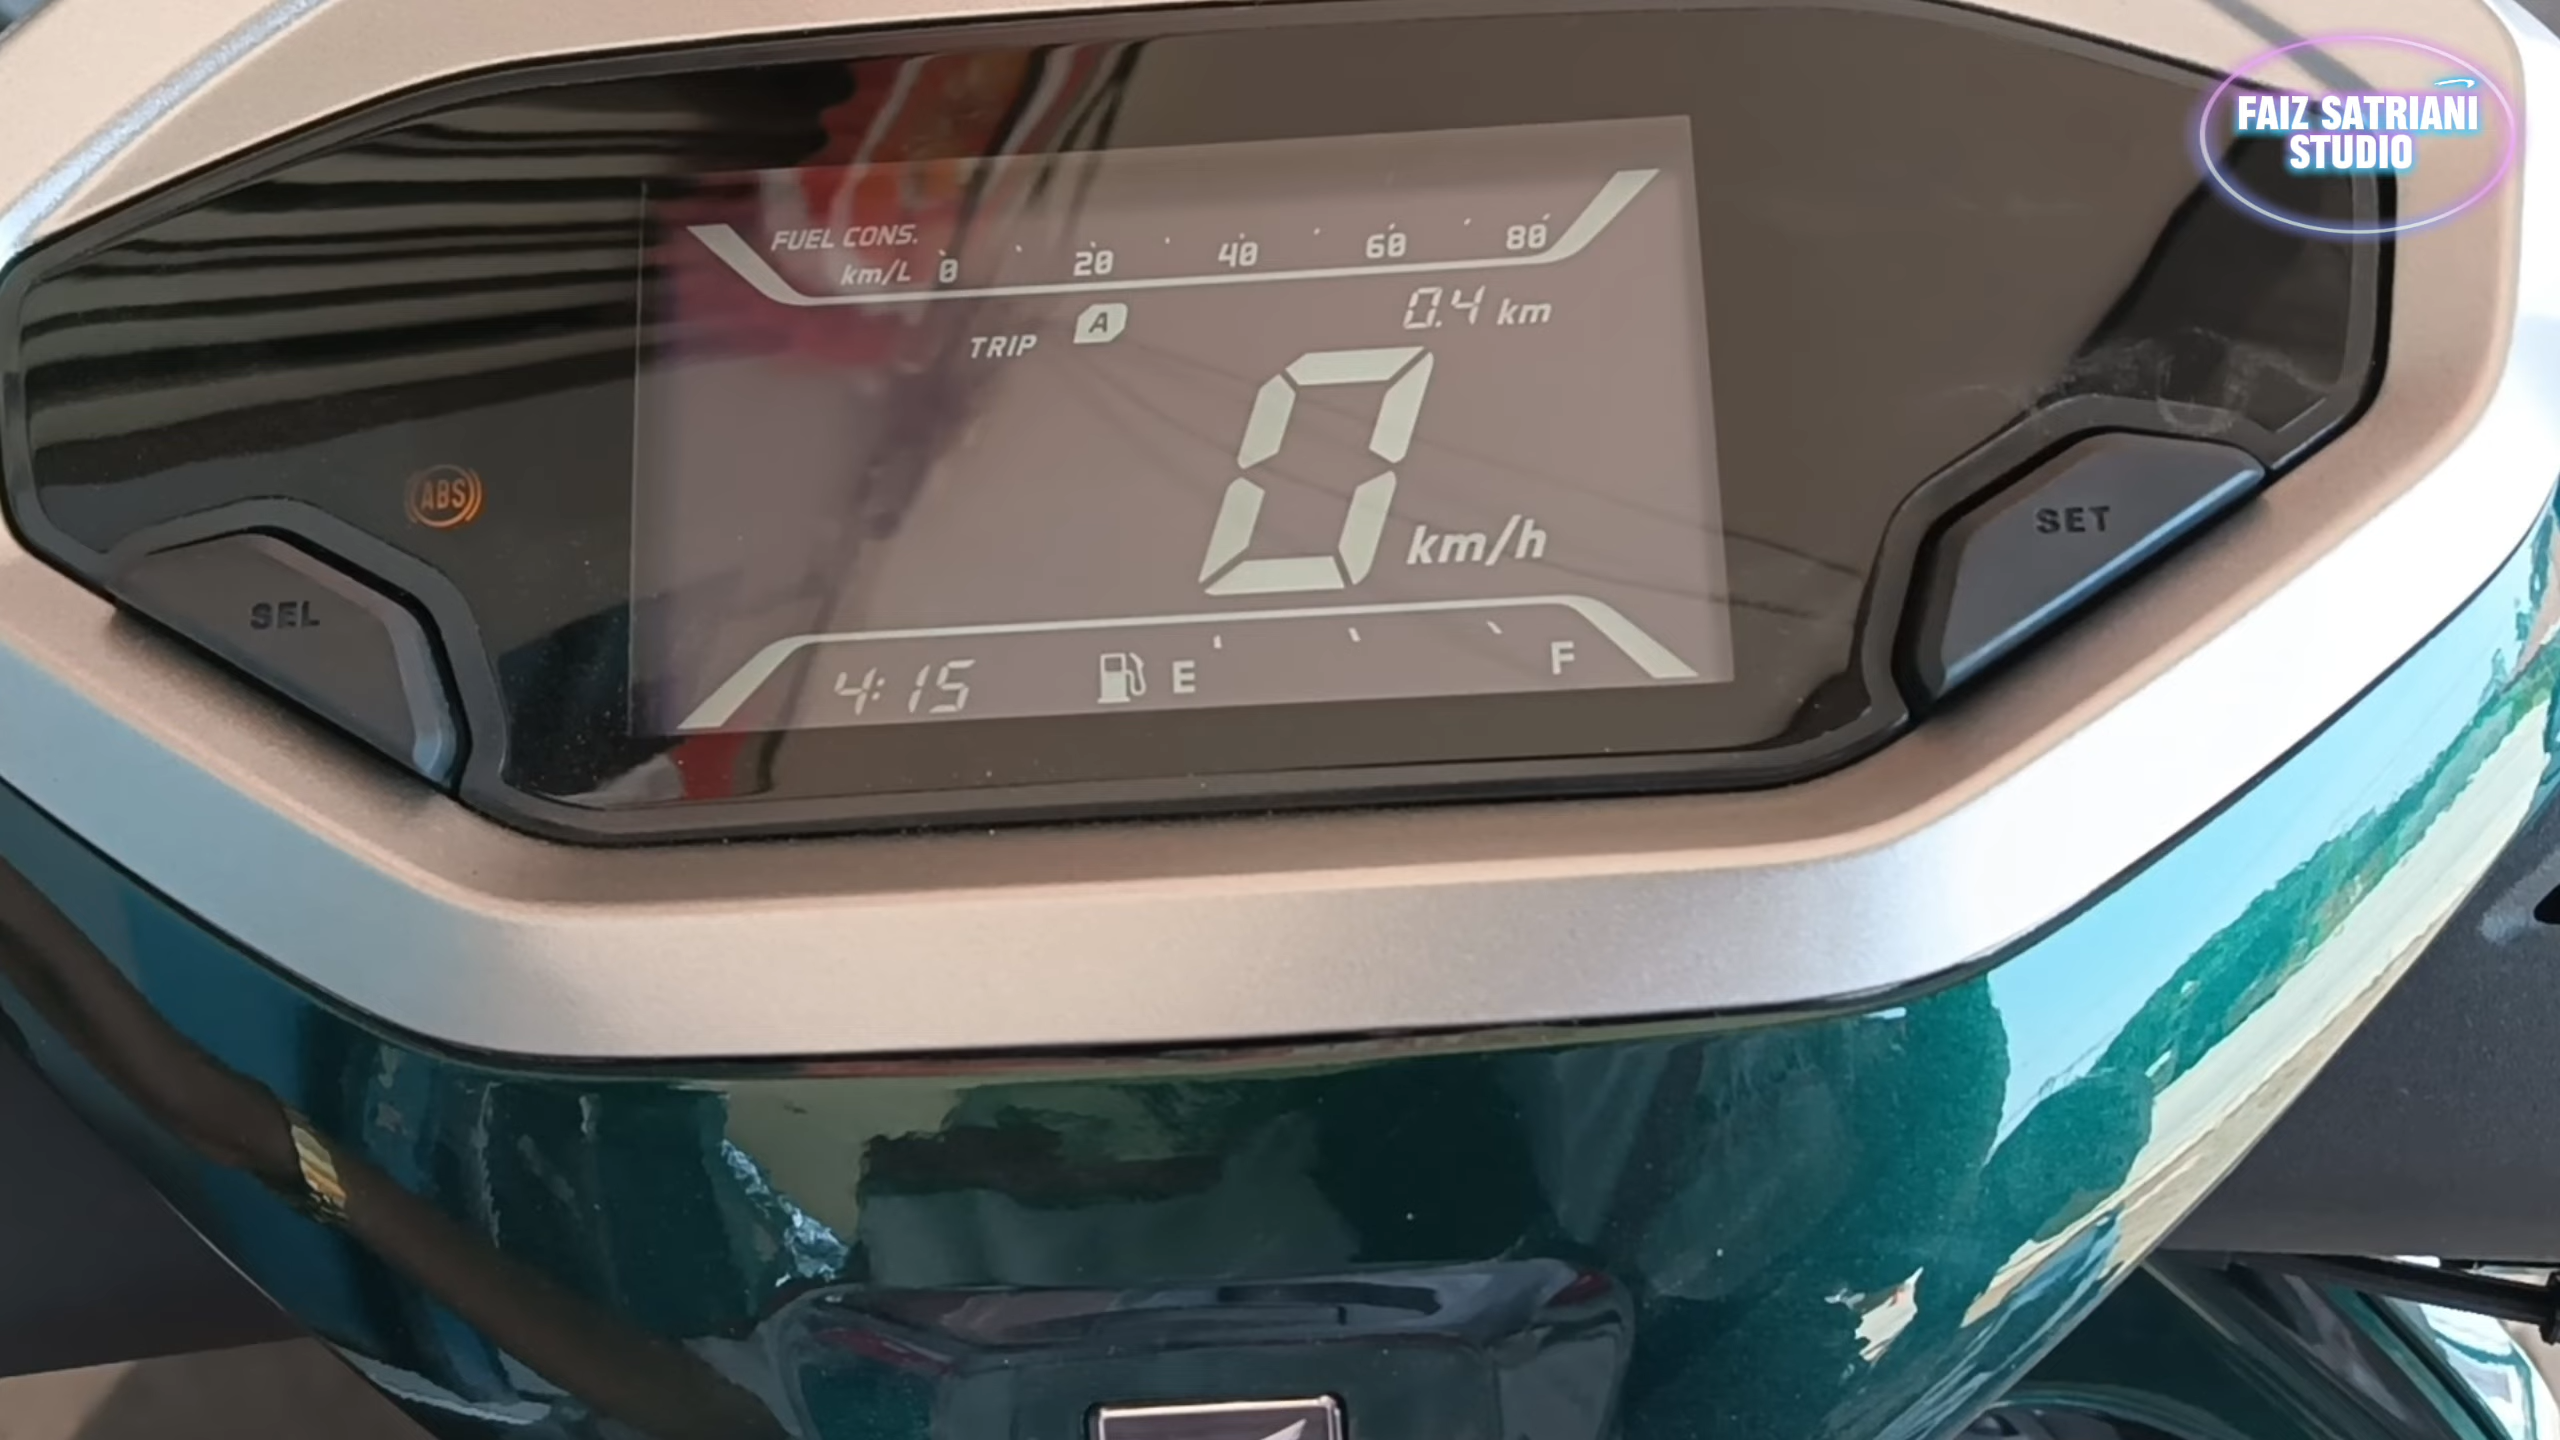 FAIZ SATRIANI
STUDIO
FUEL CONS.
km/L 0 20 40 60 80
TRIP A 0.4 km
0 km/h
ABS
SEL
SET
4:15 E F